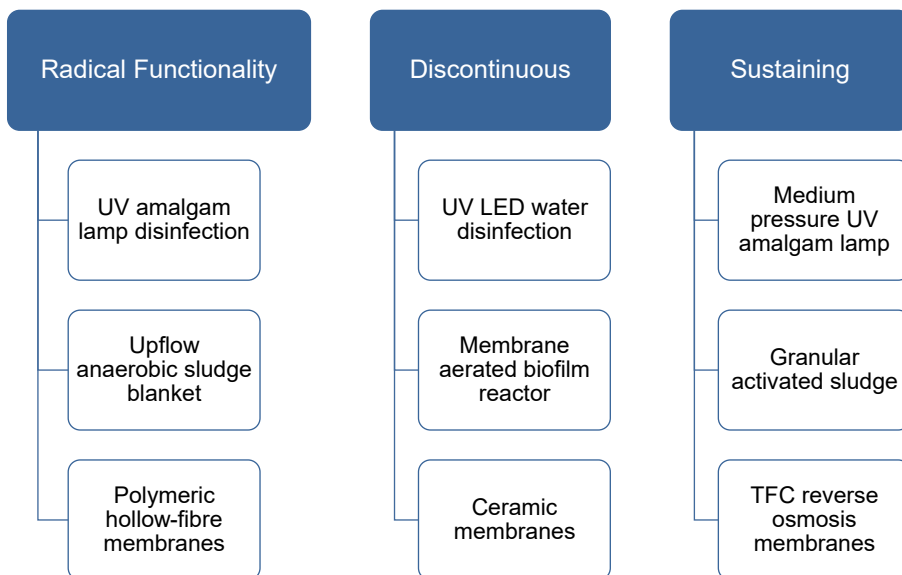 Radical Functionality
UV amalgam
lamp disinfection
Upflow
anaerobic sludge
blanket
Polymeric
hollow-fibre
membranes
Discontinuous
UV LED water
disinfection
Membrane
aerated biofilm
reactor
Ceramic
membranes
Sustaining
Medium
pressure UV
amalgam lamp
Granular
activated sludge
TFC reverse
osmosis
membranes